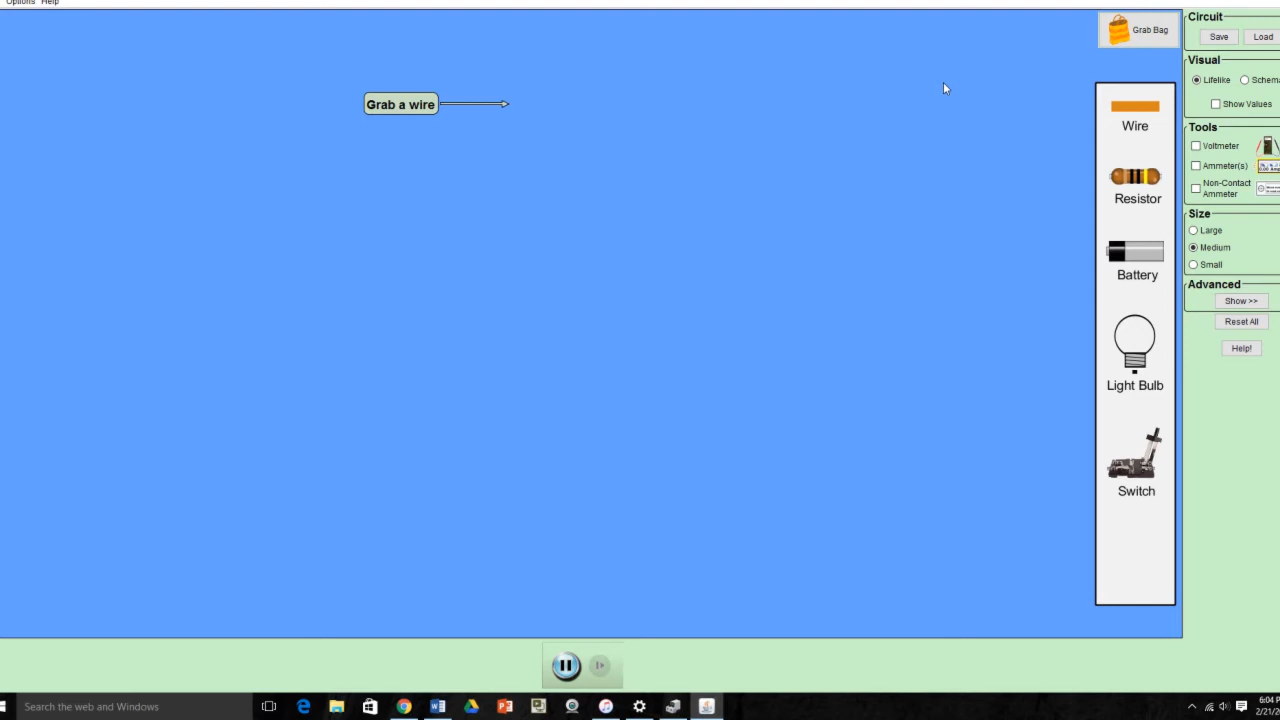 Options Help
Grab Bag
Circuit
Save Load
Visual
Lifelike
Show Values
Grab a wire
Wire
Resistor
Battery
Light Bulb
Switch
Tools
Voltmeter
Ammeter(s)
Non-Contact
Ammeter
Size
Large
Medium
Small
Advanced
Show >>
Reset All
Help!
Search the web and Windows
6:04